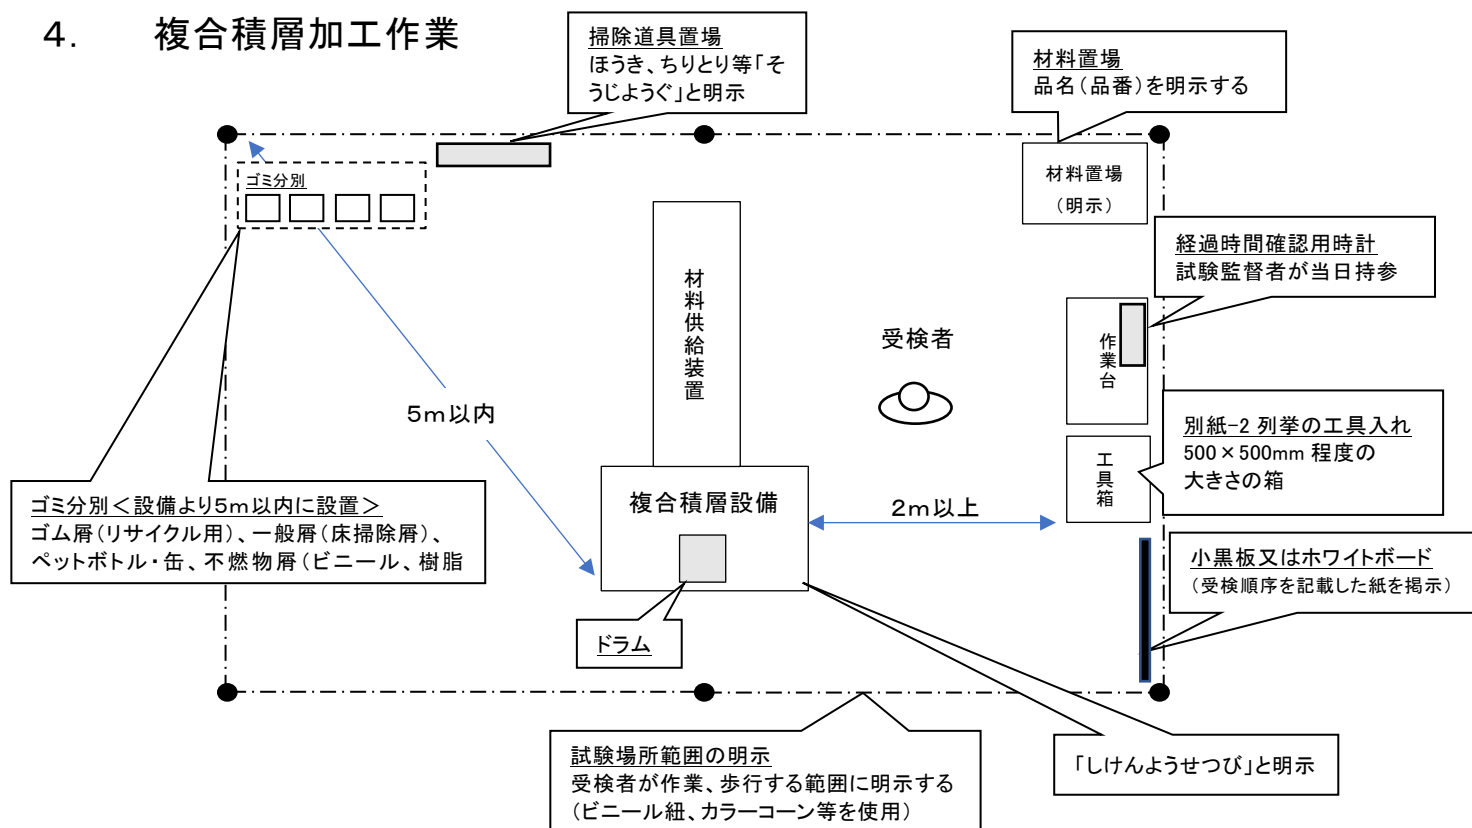 4. 複合積層加工作業
掃除道具置場
ほうき、ちりとり等「そ
うじようぐ」と明示
材料置場
品名(品番)を明示する
ゴミ分別
材料置場
(明示)
経過時間確認用時計
試験監督者が当日持参
材料供給装置
受検者
作業台
5m以内
別紙-2 列挙の工具入れ
500×500mm 程度の
大きさの箱
工具箱
ゴミ分別<設備より5m以内に設置>
ゴム屑(リサイクル用)、一般屑(床掃除屑)、
ペットボトル・缶、不燃物屑(ビニール、樹脂
複合積層設備
2m以上
小黒板又はホワイトボード
(受検順序を記載した紙を掲示)
ドラム
試験場所範囲の明示
受検者が作業、歩行する範囲に明示する
(ビニール紐、カラーコーン等を使用)
「しけんようせつび」と明示